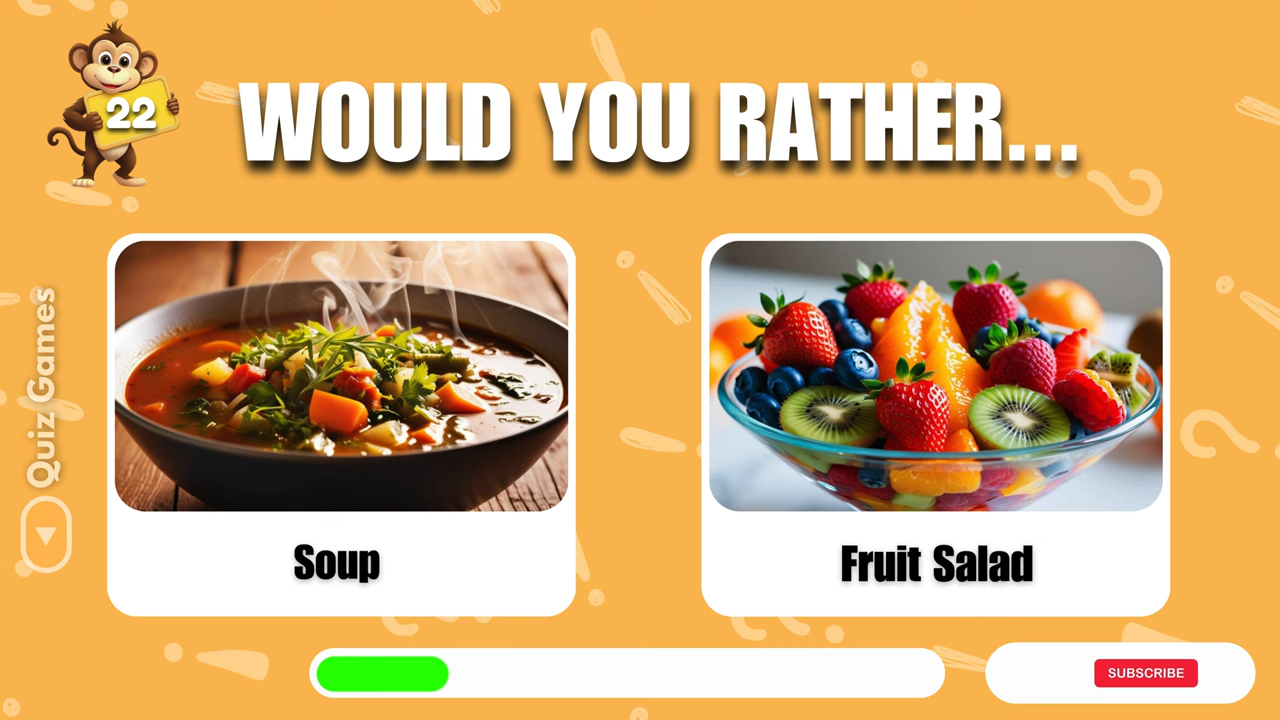 22
WOULD YOU RATHER...
Quiz Games
Soup
Fruit Salad
SUBSCRIBE